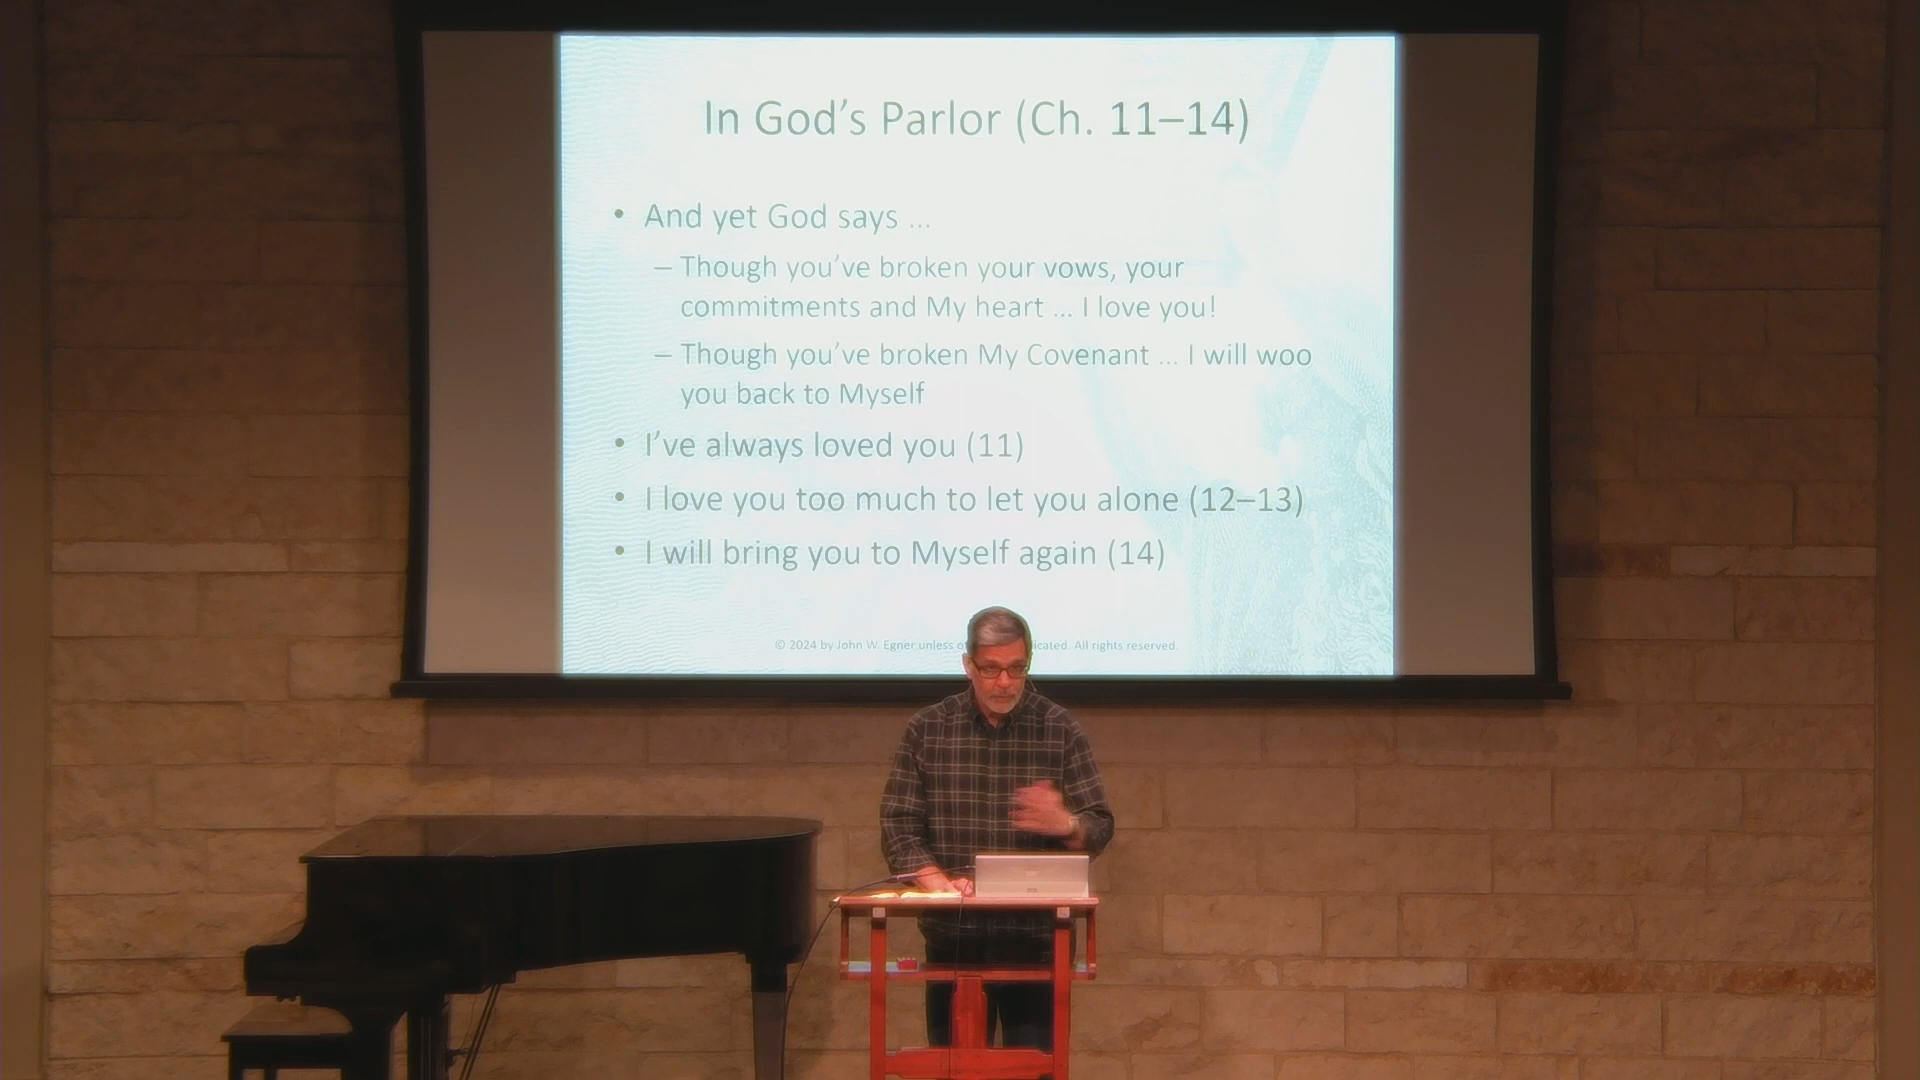 In God's Parlor (Ch. 11–14)
• And yet God says ...
– Though you've broken your vows, your
commitments and My heart ... I love you!
– Though you've broken My Covenant ... I will woo
you back to Myself
• I've always loved you (11)
• I love you too much to let you alone (12–13)
• I will bring you to Myself again (14)
© 2024 by John W. Egner unless All rights reserved.